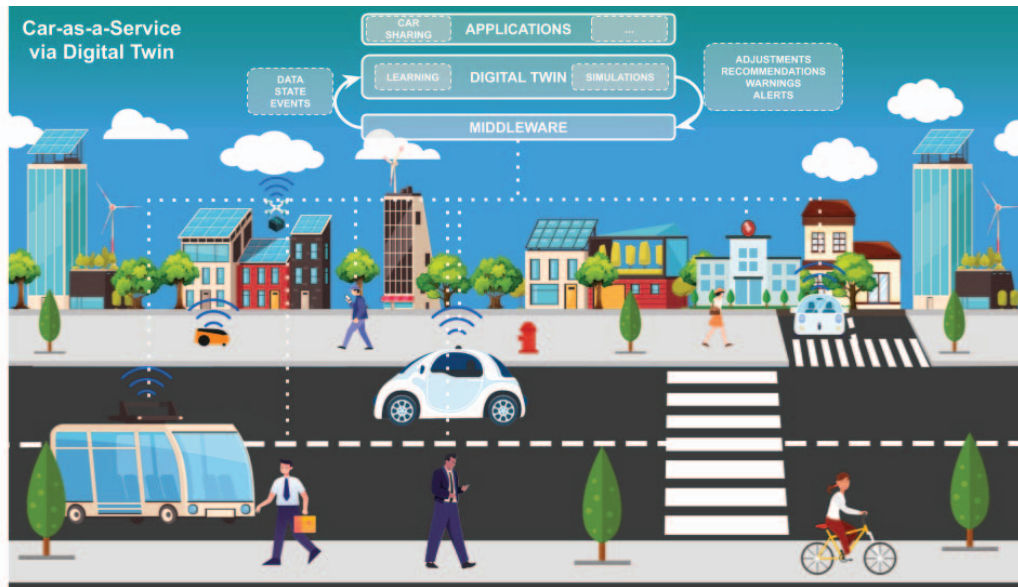 Car-as-a-Service
via Digital Twin
CAR
SHARING
APPLICATIONS
...
LEARNING
DIGITAL TWIN
SIMULATIONS
DATA
STATE
EVENTS
ADJUSTMENTS
RECOMMENDATIONS
WARNINGS
ALERTS
MIDDLEWARE